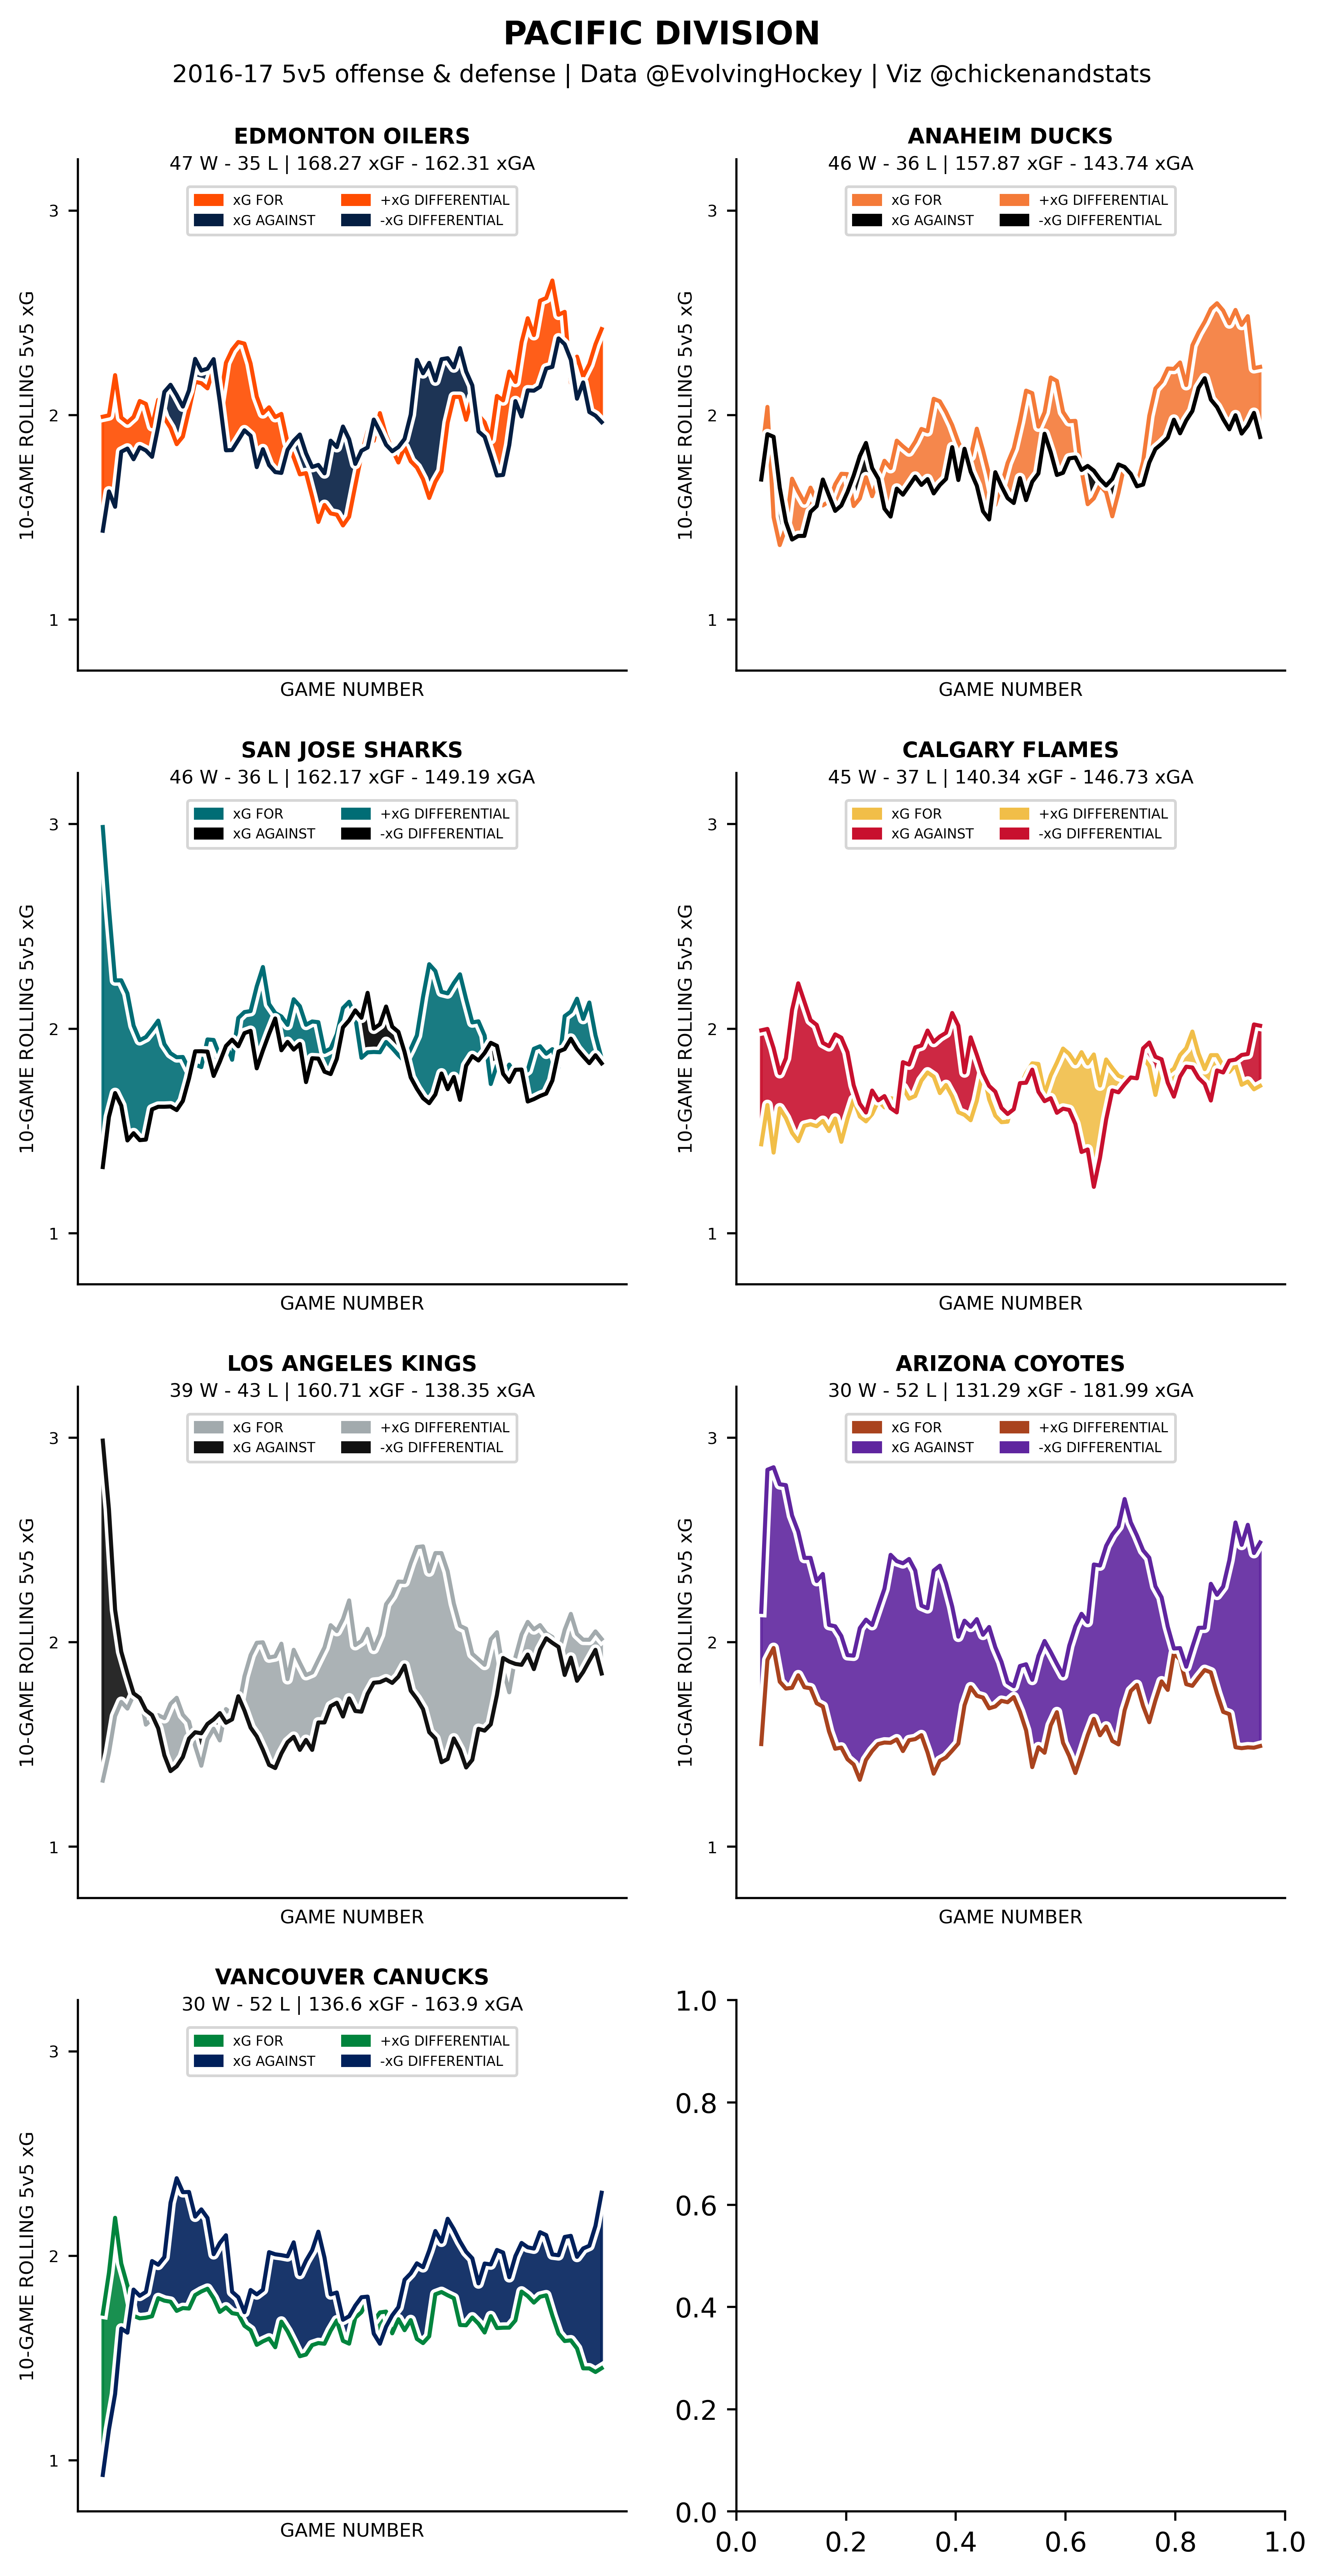 PACIFIC DIVISION
2016-17 5v5 offense & defense | Data @EvolvingHockey | Viz @chickenandstats
EDMONTON OILERS
47 W - 35 L | 168.27 xGF - 162.31 xGA
xG FOR
+xG DIFFERENTIAL
xG AGAINST
-xG DIFFERENTIAL
3
2
1
10-GAME ROLLING 5v5 xG
GAME NUMBER
ANAHEIM DUCKS
46 W - 36 L | 157.87 xGF - 143.74 xGA
xG FOR
+xG DIFFERENTIAL
xG AGAINST
-xG DIFFERENTIAL
3
2
1
10-GAME ROLLING 5v5 xG
GAME NUMBER
SAN JOSE SHARKS
46 W - 36 L | 162.17 xGF - 149.19 xGA
xG FOR
+xG DIFFERENTIAL
xG AGAINST
-xG DIFFERENTIAL
3
2
1
10-GAME ROLLING 5v5 xG
GAME NUMBER
CALGARY FLAMES
45 W - 37 L | 140.34 xGF - 146.73 xGA
xG FOR
+xG DIFFERENTIAL
xG AGAINST
-xG DIFFERENTIAL
3
2
1
10-GAME ROLLING 5v5 xG
GAME NUMBER
LOS ANGELES KINGS
39 W - 43 L | 160.71 xGF - 138.35 xGA
xG FOR
+xG DIFFERENTIAL
xG AGAINST
-xG DIFFERENTIAL
3
2
1
10-GAME ROLLING 5v5 xG
GAME NUMBER
ARIZONA COYOTES
30 W - 52 L | 131.29 xGF - 181.99 xGA
xG FOR
+xG DIFFERENTIAL
xG AGAINST
-xG DIFFERENTIAL
3
2
1
10-GAME ROLLING 5v5 xG
GAME NUMBER
VANCOUVER CANUCKS
30 W - 52 L | 136.6 xGF - 163.9 xGA
xG FOR
+xG DIFFERENTIAL
xG AGAINST
-xG DIFFERENTIAL
3
2
1
10-GAME ROLLING 5v5 xG
GAME NUMBER
1.0
0.8
0.6
0.4
0.2
0.0
0.0 0.2 0.4 0.6 0.8 1.0